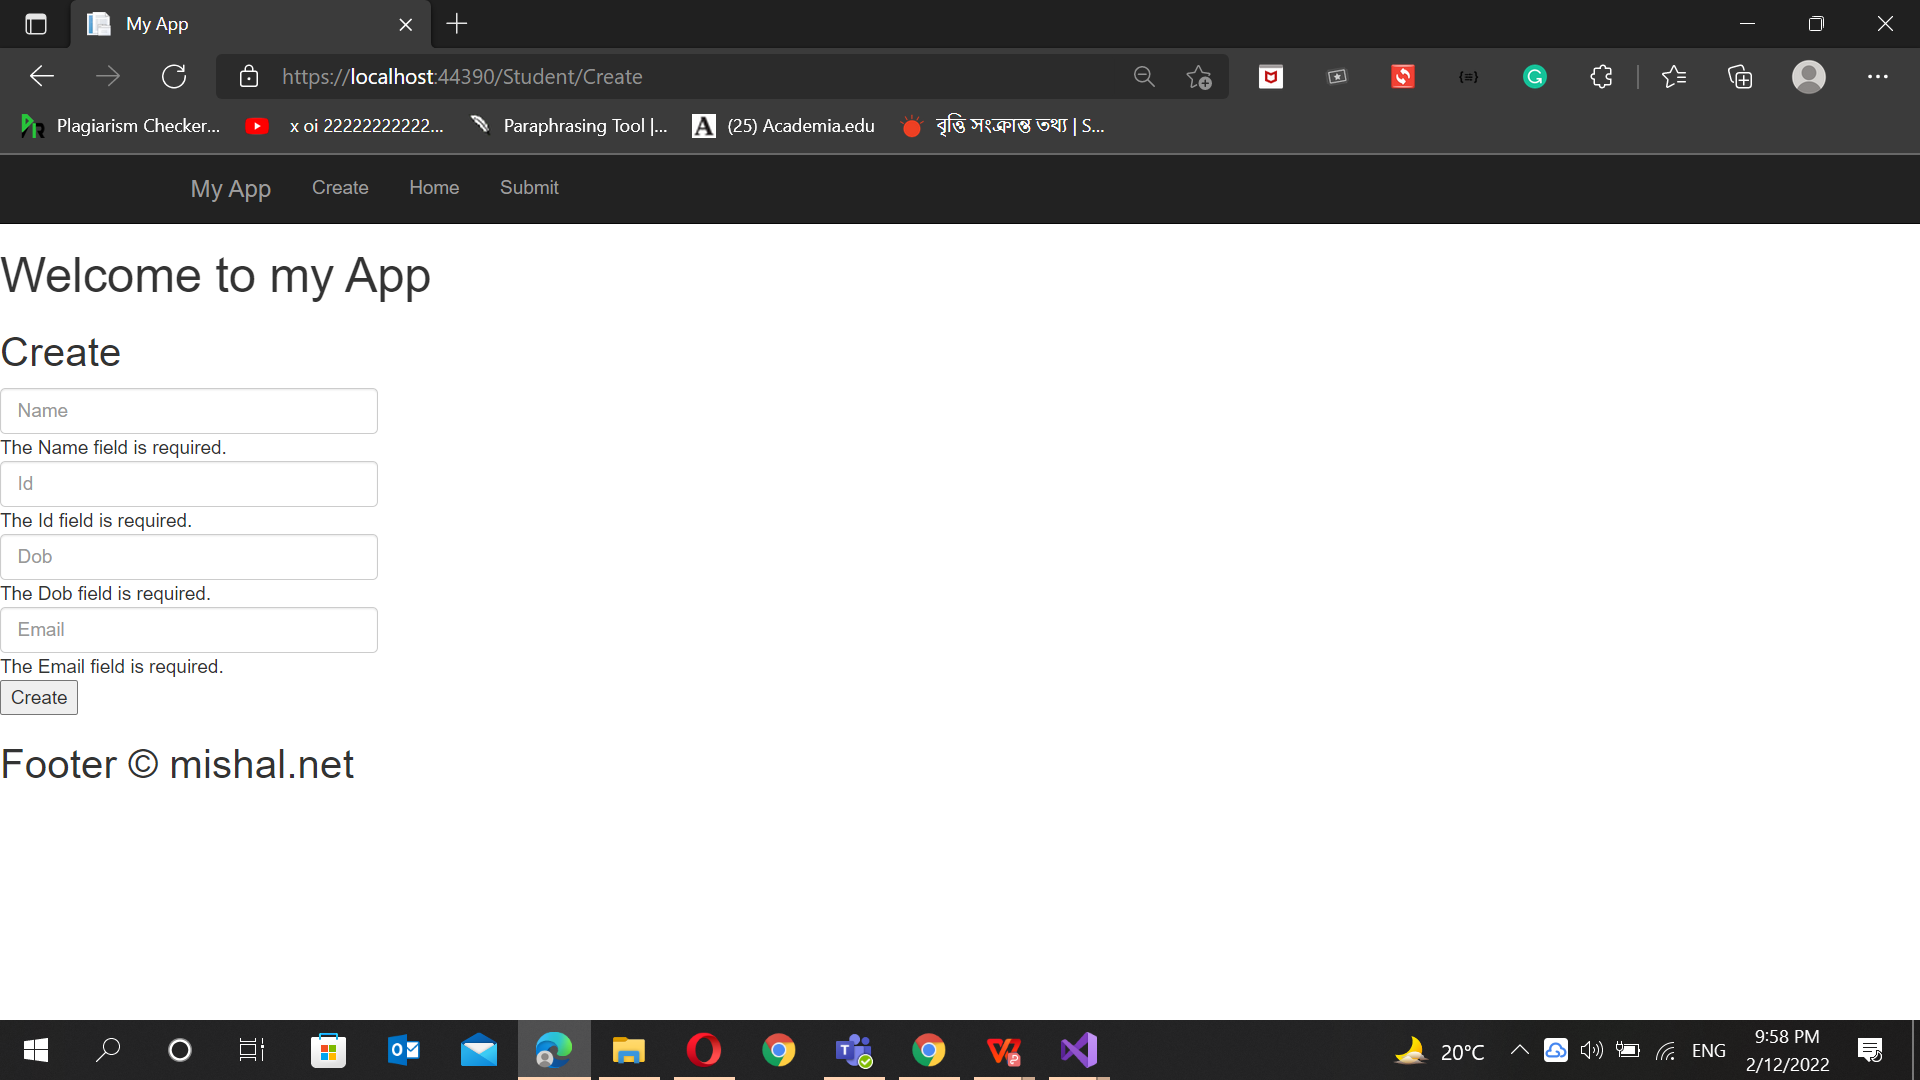 My App
https://localhost:44390/Student/Create
Plagiarism Checker...
x oi 22222222222...
Paraphrasing Tool |...
(25) Academia.edu
বৃত্তি সংক্রান্ত তথ্য | S...
My App Create Home Submit
Welcome to my App
Create
Name
The Name field is required.
Id
The Id field is required.
Dob
The Dob field is required.
Email
The Email field is required.
Create
Footer © mishal.net
20°C
ENG
9:58 PM
2/12/2022